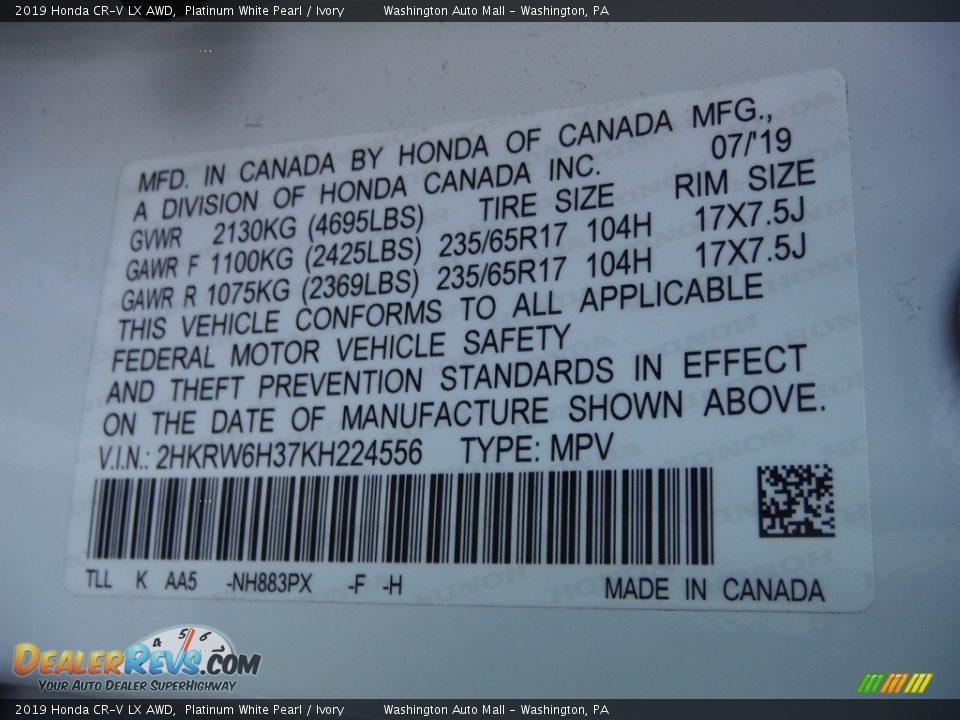 2019 Honda CR-V LX AWD, Platinum White Pearl / Ivory Washington Auto Mall - Washington, PA
MFD. IN CANADA BY HONDA OF CANADA MFG.,
A DIVISION OF HONDA CANADA INC. 07/'19
GVWR 2130KG (4695LBS) TIRE SIZE RIM SIZE
GAWR F 1100KG (2425LBS) 235/65R17 104H 17X7.5J
GAWR R 1075KG (2369LBS) 235/65R17 104H 17X7.5J
THIS VEHICLE CONFORMS TO ALL APPLICABLE
FEDERAL MOTOR VEHICLE SAFETY
AND THEFT PREVENTION STANDARDS IN EFFECT
ON THE DATE OF MANUFACTURE SHOWN ABOVE.
V.I.N.: 2HKRW6H37KH224556 TYPE: MPV
TLL K AA5 -NH883PX -F -H MADE IN CANADA
4 5 6 7
DEALERREVS.COM
YOUR AUTO DEALER SUPERHIGHWAY
2019 Honda CR-V LX AWD, Platinum White Pearl / Ivory Washington Auto Mall - Washington, PA